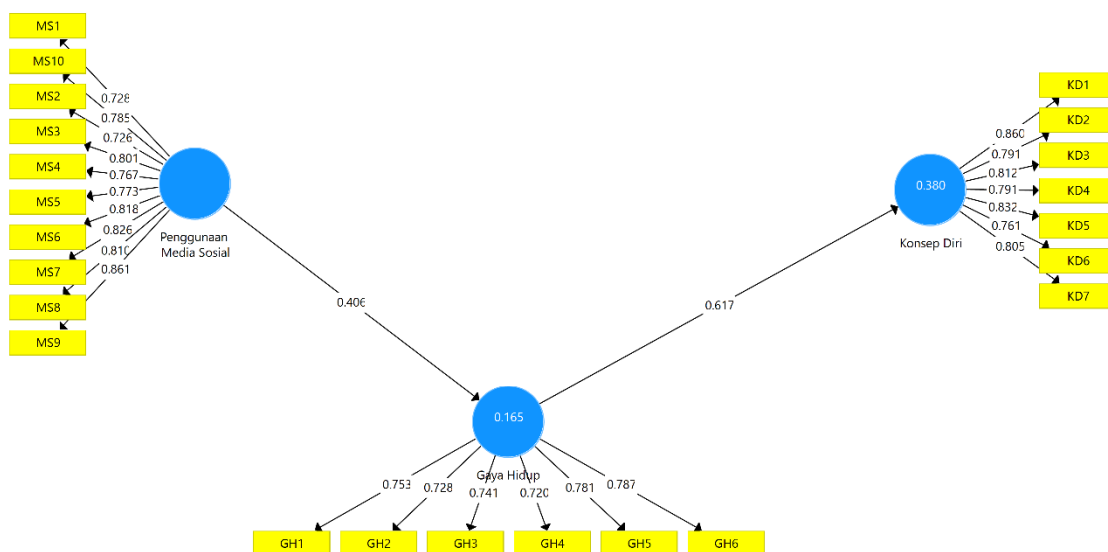 MS1
MS10
MS2
MS3
MS4
MS5
MS6
MS7
MS8
MS9
0.728
0.785
0.726
0.801
0.767
0.773
0.818
0.826
0.810
0.861
Penggunaan
Media Sosial
0.406
0.165
Gaya Hidup
0.753
0.728
0.741
0.720
0.781
0.787
GH1
GH2
GH3
GH4
GH5
GH6
0.617
0.380
Konsep Diri
0.860
0.791
0.812
0.791
0.832
0.761
0.805
KD1
KD2
KD3
KD4
KD5
KD6
KD7